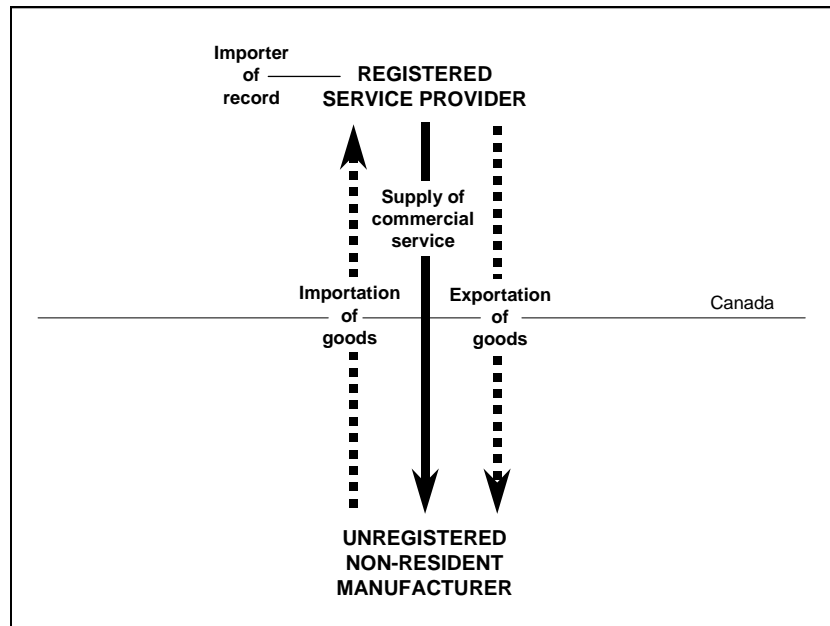 Importer
of
record
REGISTERED
SERVICE PROVIDER
Supply of
commercial
service
Importation
of
goods
Exportation
of
goods
Canada
UNREGISTERED
NON-RESIDENT
MANUFACTURER